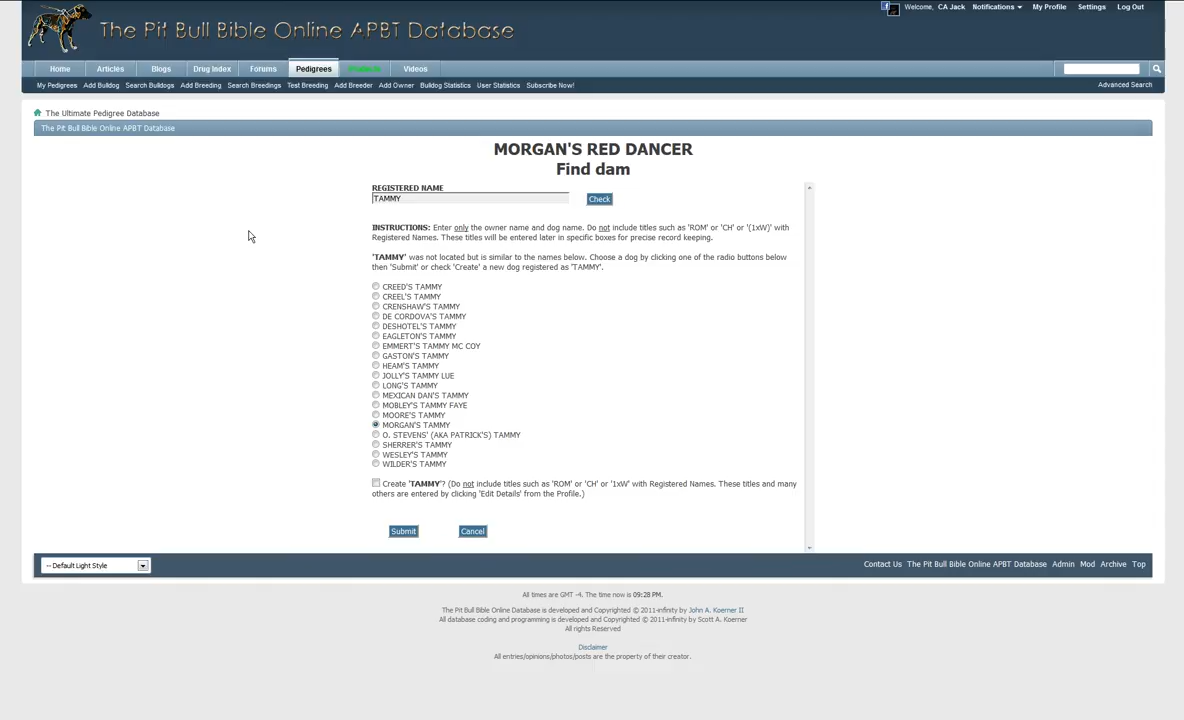 The Pit Bull Bible Online APBT Database
Welcome, CA Jack Notifications My Profile Settings Log Out
Home Articles Blogs Drug Index Forums Pedigrees Products Videos
My Pedigrees Add Bulldog Search Bulldogs Add Breeding Search Breedings Test Breeding Add Breeder Add Owner Bulldog Statistics User Statistics Subscribe Now! Advanced Search
The Ultimate Pedigree Database
The Pit Bull Bible Online APBT Database
MORGAN'S RED DANCER
Find dam
REGISTERED NAME
TAMMY Check
INSTRUCTIONS: Enter only the owner name and dog name. Do not include titles such as 'ROM' or 'CH' or '(1xW)' with
Registered Names. These titles will be entered later in specific boxes for precise record keeping.
'TAMMY' was not located but is similar to the names below. Choose a dog by clicking one of the radio buttons below
then 'Submit' or check 'Create' a new dog registered as 'TAMMY'.
CREED'S TAMMY
CREEL'S TAMMY
CRENSHAW'S TAMMY
DE CORDOVA'S TAMMY
DESHOTEL'S TAMMY
EAGLETON'S TAMMY
EMMERT'S TAMMY MC COY
GASTON'S TAMMY
HEAM'S TAMMY
JOLLY'S TAMMY LUE
LONG'S TAMMY
MEXICAN DAN'S TAMMY
MOBLEY'S TAMMY FAYE
MOORE'S TAMMY
MORGAN'S TAMMY
O. STEVENS' (AKA PATRICK'S) TAMMY
SHERRER'S TAMMY
WESLEY'S TAMMY
WILDER'S TAMMY
Create 'TAMMY'? (Do not include titles such as 'ROM' or 'CH' or '1xW' with Registered Names. These titles and many
others are entered by clicking 'Edit Details' from the Profile.)
Submit Cancel
-- Default Light Style Contact Us The Pit Bull Bible Online APBT Database Admin Mod Archive Top
All times are GMT -4. The time now is 09:28 PM.
The Pit Bull Bible Online Database is developed and Copyrighted © 2011-infinity by John A. Koerner II
All database coding and programming is developed and Copyrighted © 2011-infinity by Scott A. Koerner
All rights Reserved
Disclaimer
All entries/opinions/photos/posts are the property of their creator.